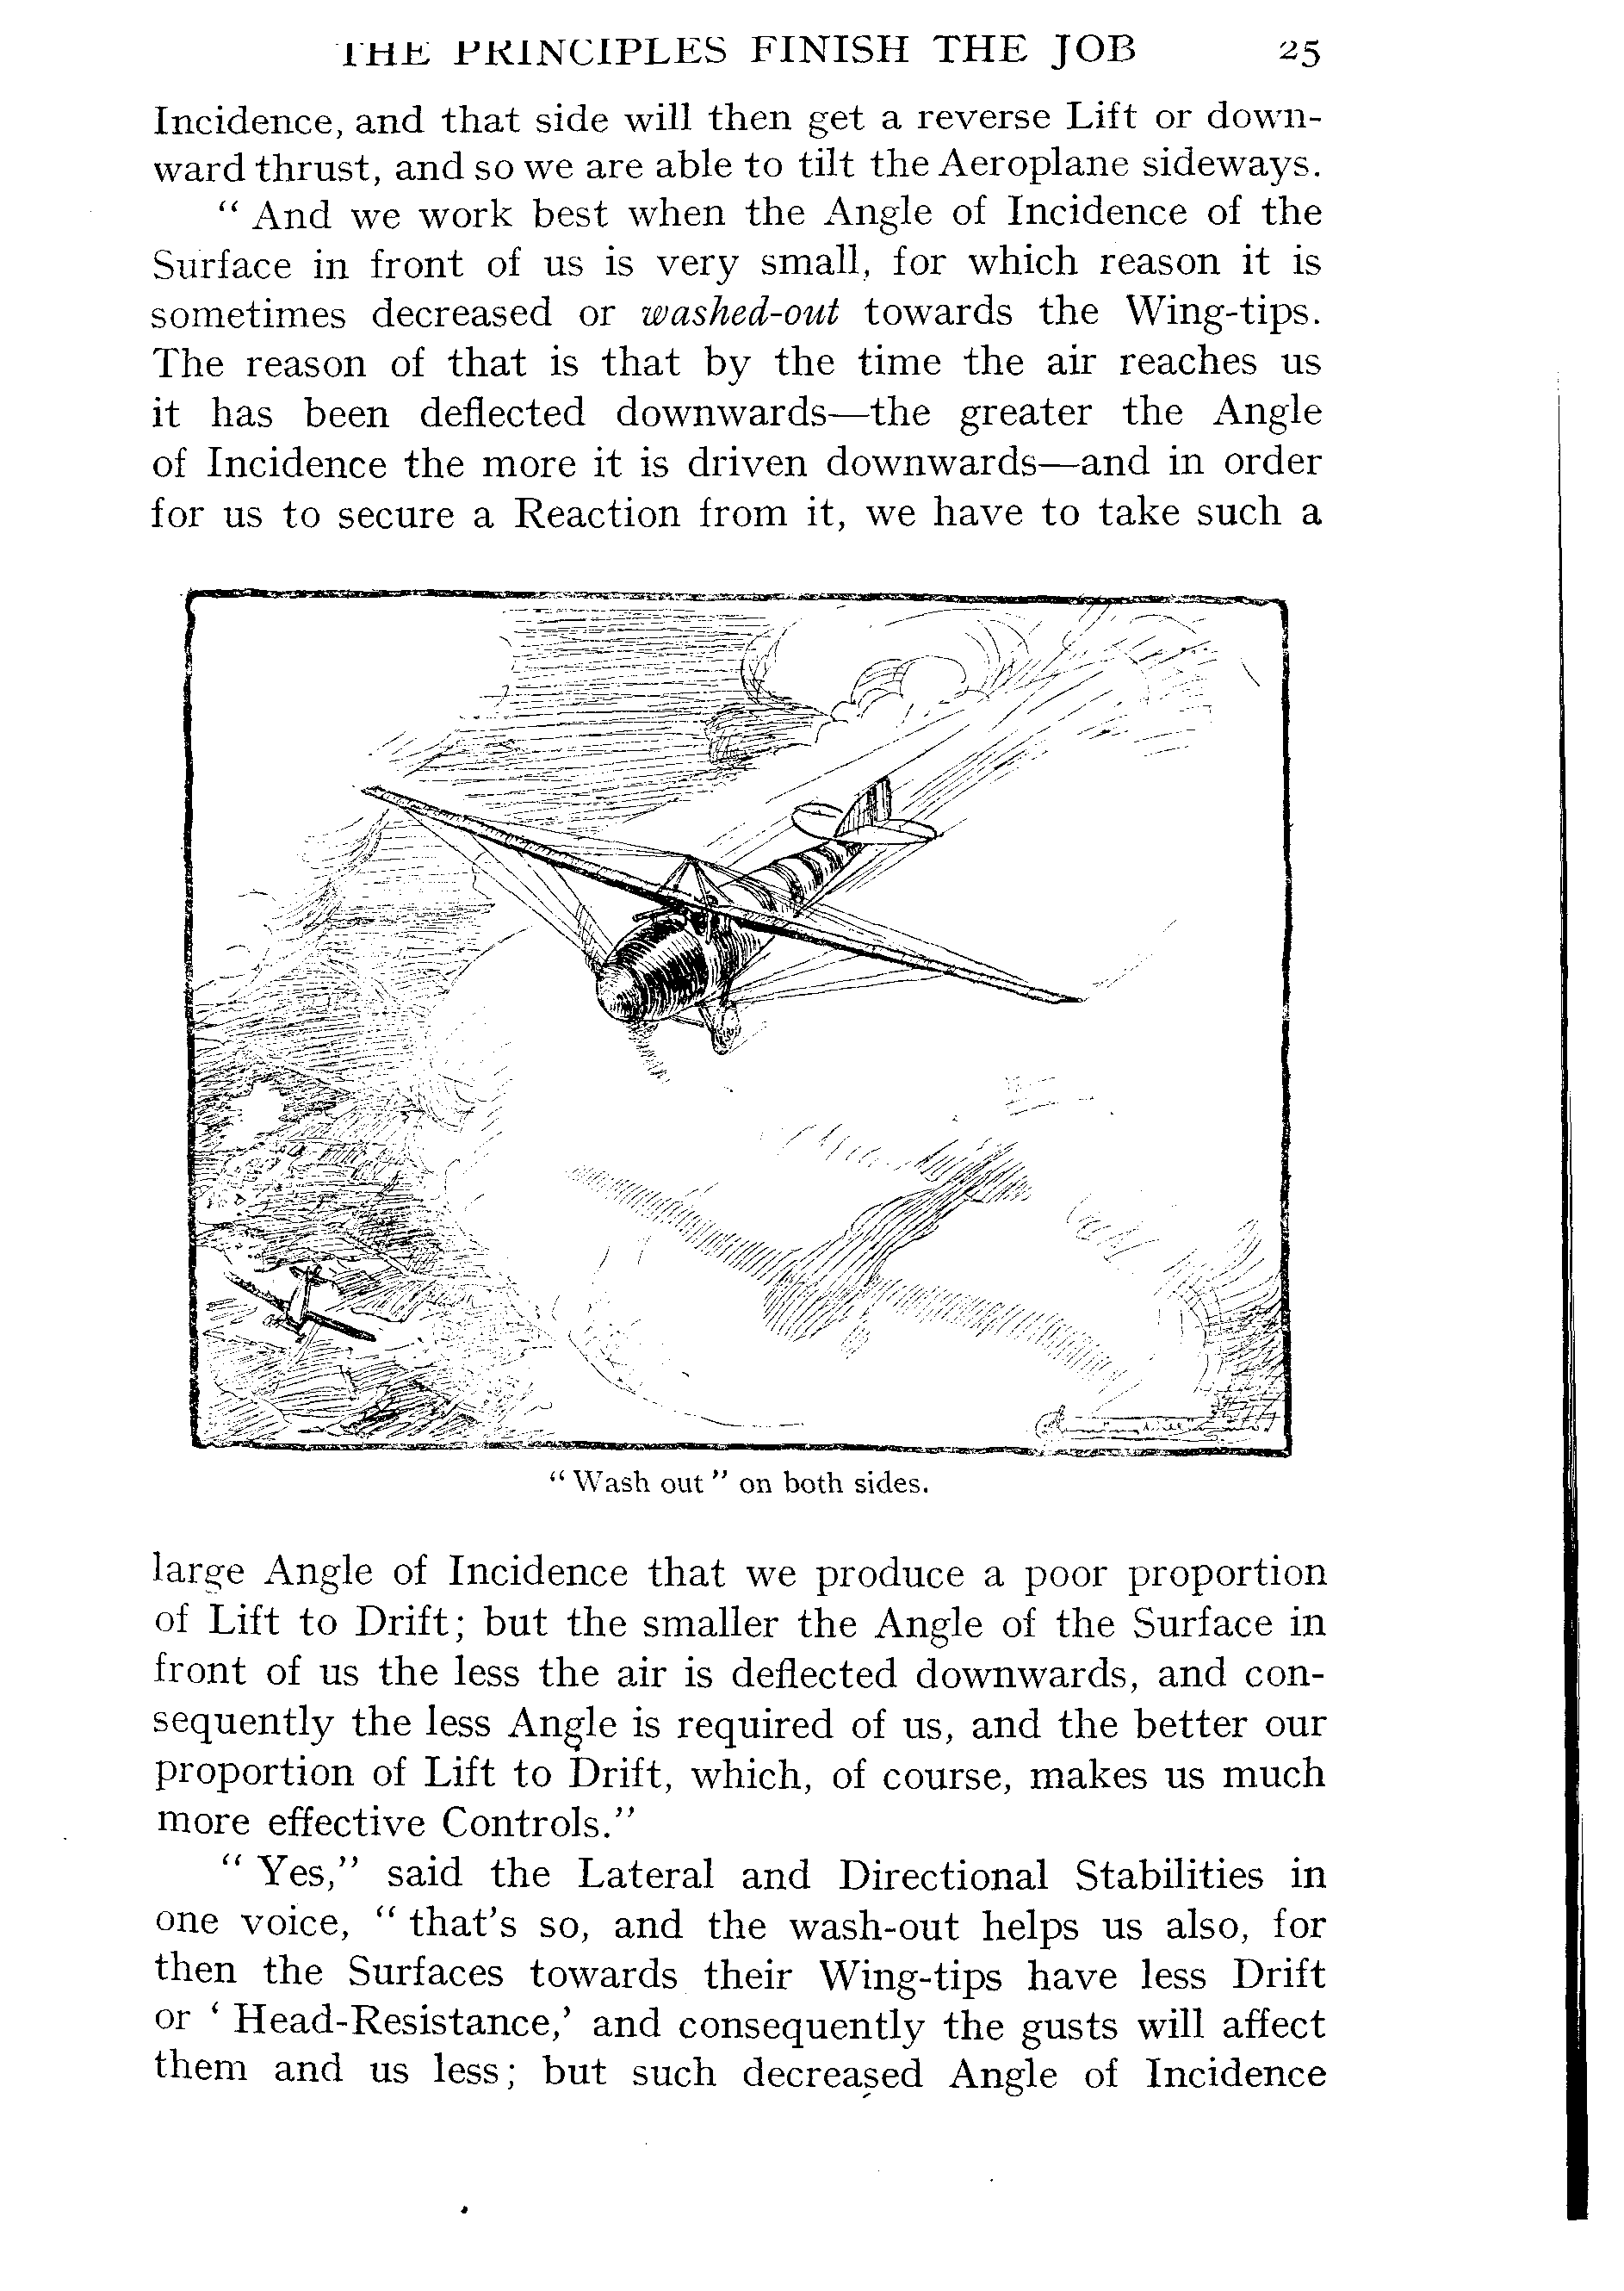 THE PRINCIPLES FINISH THE JOB 25
Incidence, and that side will then get a reverse Lift or down-
ward thrust, and so we are able to tilt the Aeroplane sideways.
“ And we work best when the Angle of Incidence of the
Surface in front of us is very small, for which reason it is
sometimes decreased or washed-out towards the Wing-tips.
The reason of that is that by the time the air reaches us
it has been deflected downwards—the greater the Angle
of Incidence the more it is driven downwards—and in order
for us to secure a Reaction from it, we have to take such a
“ Wash out ” on both sides.
large Angle of Incidence that we produce a poor proportion
of Lift to Drift; but the smaller the Angle of the Surface in
front of us the less the air is deflected downwards, and con-
sequently the less Angle is required of us, and the better our
proportion of Lift to Drift, which, of course, makes us much
more effective Controls.”
“ Yes,” said the Lateral and Directional Stabilities in
one voice, “ that’s so, and the wash-out helps us also, for
then the Surfaces towards their Wing-tips have less Drift
or ‘ Head-Resistance,’ and consequently the gusts will affect
them and us less; but such decreased Angle of Incidence